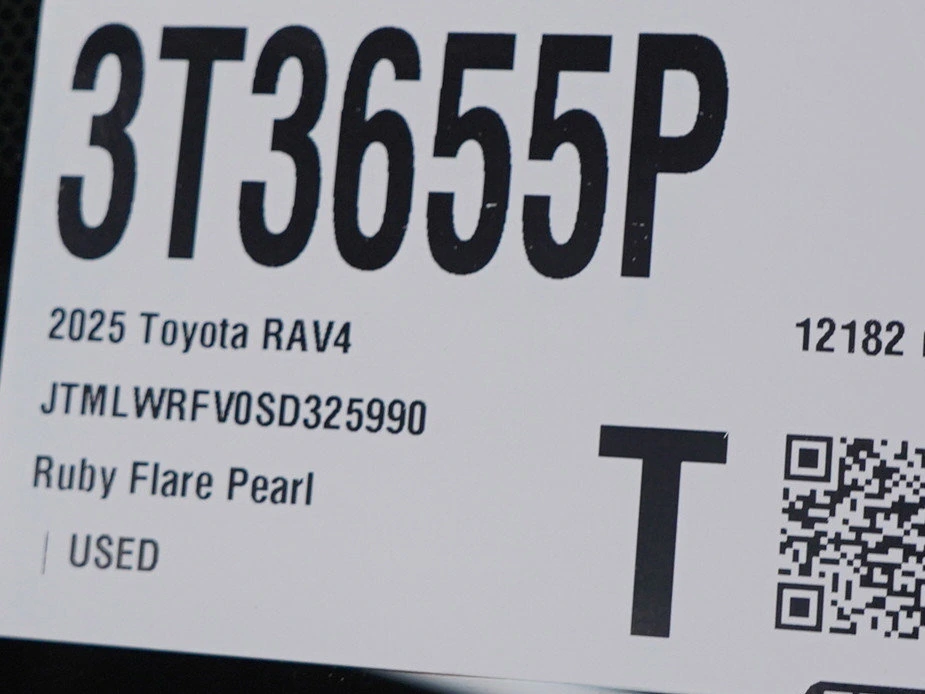 3T3655P
2025 Toyota RAV4
12182
JTMLWRFV0SD325990
Ruby Flare Pearl
T
| USED